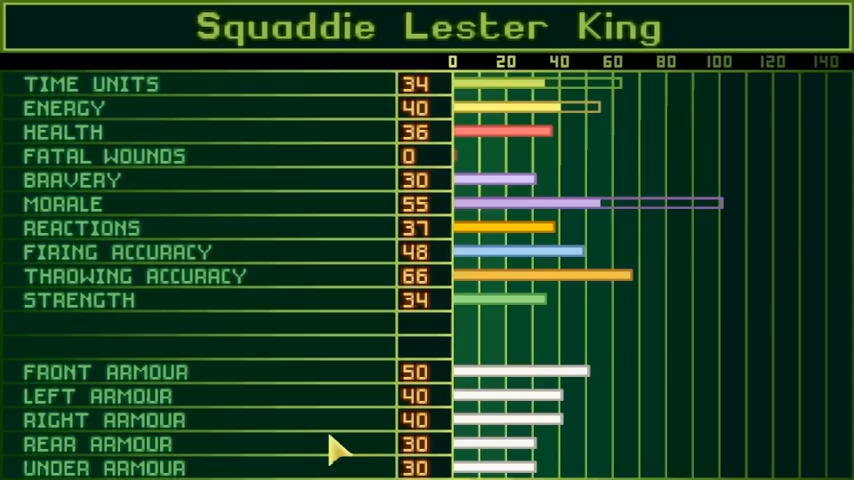 Squaddie Lester King
0 20 40 60 80 100 120 140
TIME UNITS 34
ENERGY 40
HEALTH 36
FATAL WOUNDS 0
BRAVERY 30
MORALE 55
REACTIONS 37
FIRING ACCURACY 48
THROWING ACCURACY 66
STRENGTH 34
FRONT ARMOUR 50
LEFT ARMOUR 40
RIGHT ARMOUR 40
REAR ARMOUR 30
UNDER ARMOUR 30